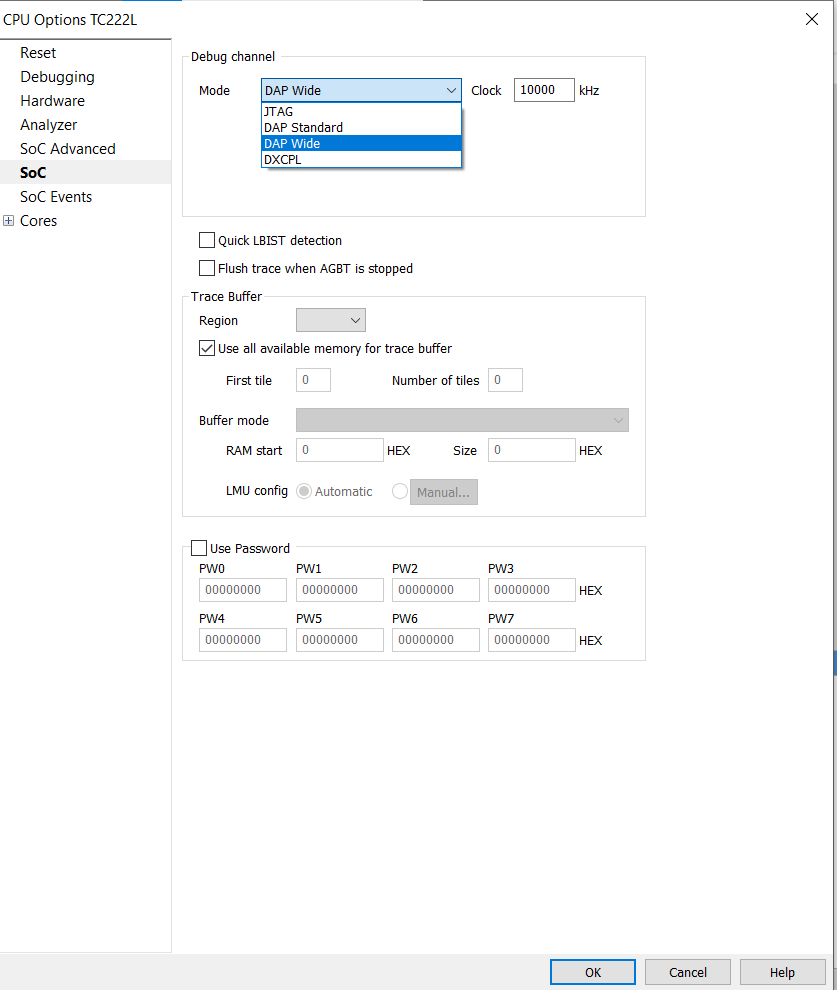 CPU Options TC222L
Reset
Debugging
Hardware
Analyzer
SoC Advanced
SoC
SoC Events
Cores
Debug channel
Mode DAP Wide Clock 10000 kHz
JTAG
DAP Standard
DAP Wide
DXCPL
Quick LBIST detection
Flush trace when AGBT is stopped
Trace Buffer
Region
Use all available memory for trace buffer
First tile 0 Number of tiles 0
Buffer mode
RAM start 0 HEX Size 0 HEX
LMU config Automatic Manual...
Use Password
PW0 PW1 PW2 PW3
00000000 00000000 00000000 00000000 HEX
PW4 PW5 PW6 PW7
00000000 00000000 00000000 00000000 HEX
OK Cancel Help